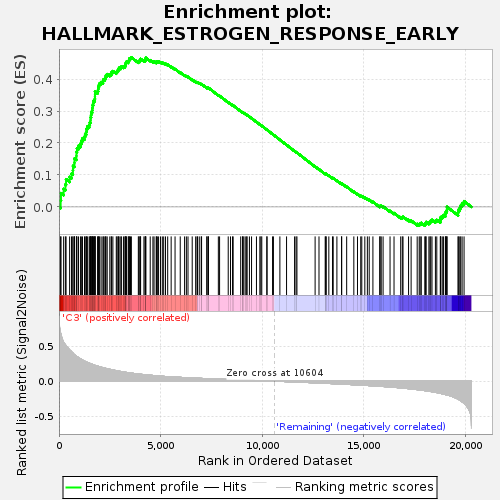 Enrichment plot:
HALLMARK_ESTROGEN_RESPONSE_EARLY
Enrichment score (ES)
0.4
0.3
0.2
0.1
0.0
'C3' (positively correlated)
Ranked list metric (Signal2Noise)
0.5
0.0
-0.5
Zero cross at 10604
'Remaining' (negatively correlated)
0
5,000
10,000
15,000
20,000
Rank in Ordered Dataset
Enrichment profile
Hits
Ranking metric scores